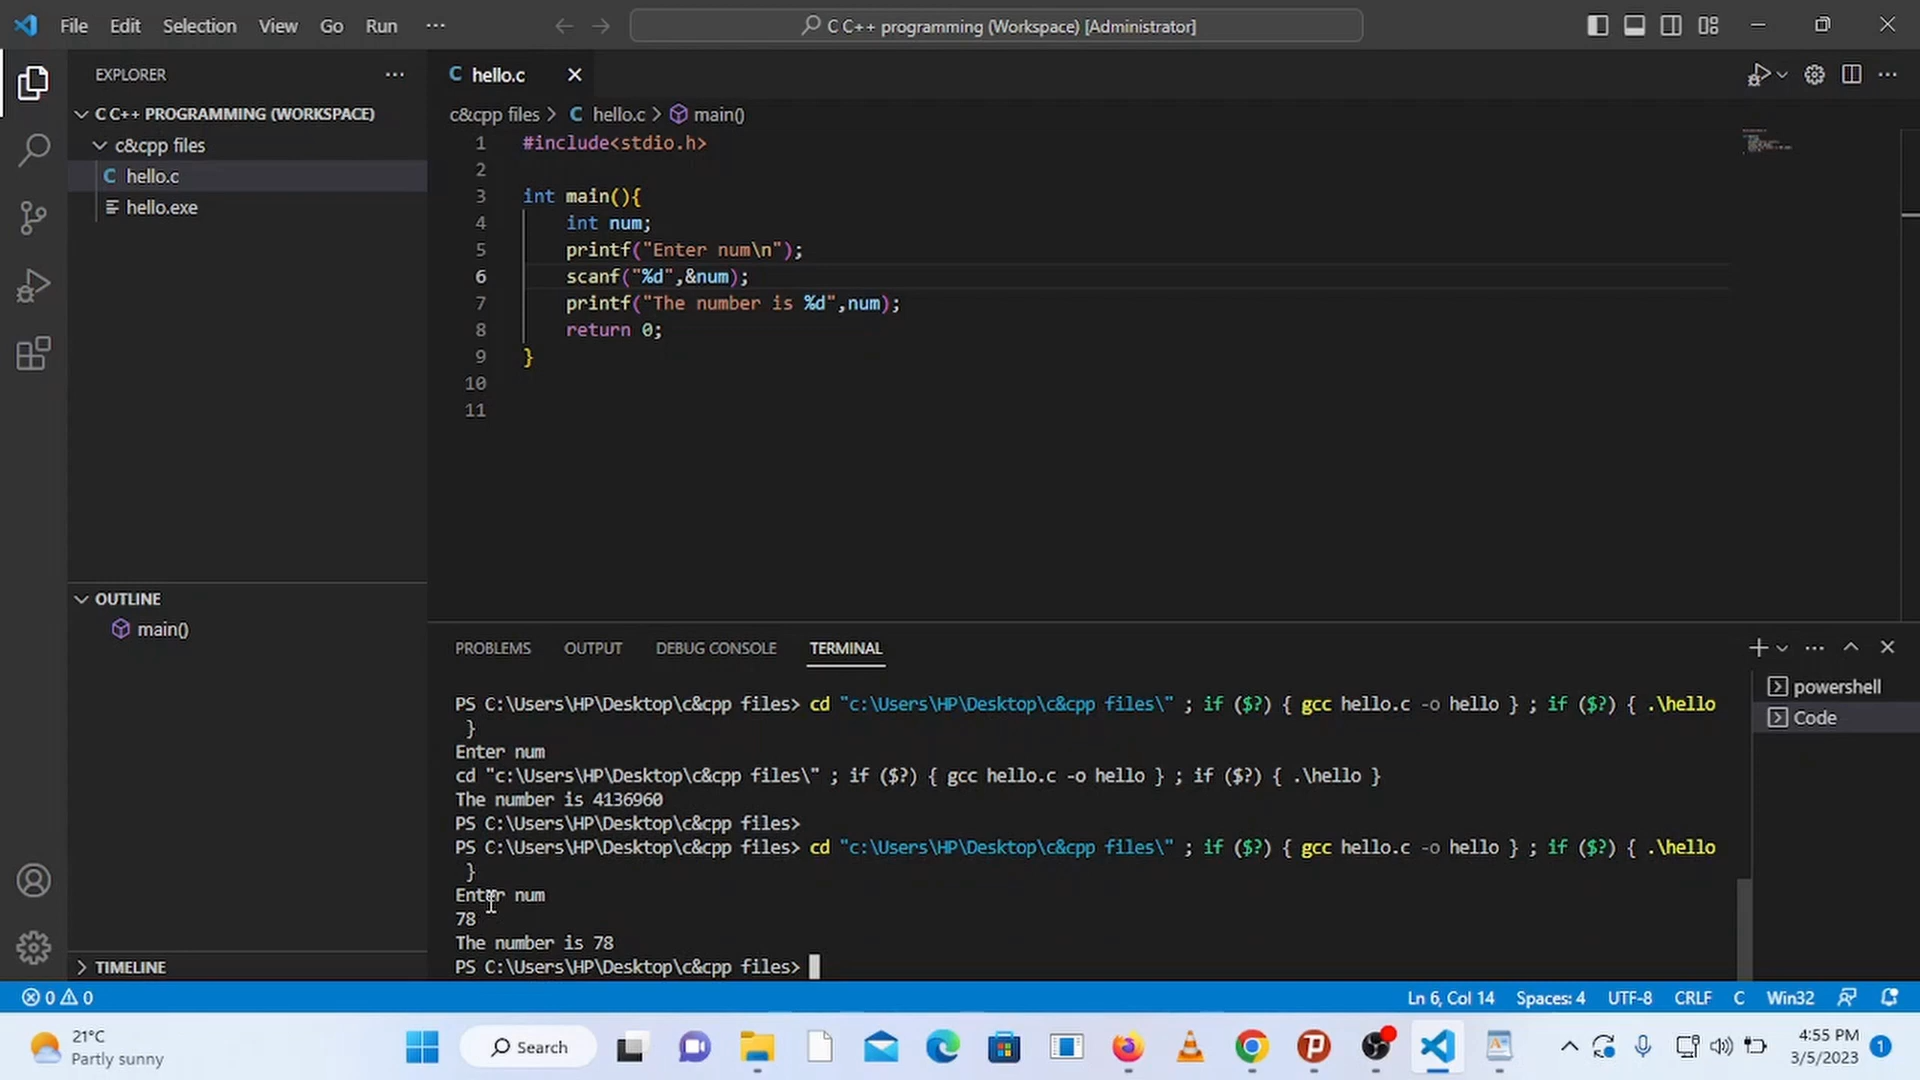 File Edit Selection View Go Run ···
C C++ programming (Workspace) [Administrator]
EXPLORER ···
C C++ PROGRAMMING (WORKSPACE)
c&cpp files
C hello.c
hello.exe
OUTLINE
main()
TIMELINE
C hello.c
c&cpp files > C hello.c > main()
1 #include<stdio.h>
2
3 int main(){
4 int num;
5 printf("Enter num\n");
6 scanf("%d",&num);
7 printf("The number is %d",num);
8 return 0;
9 }
10
11
PROBLEMS OUTPUT DEBUG CONSOLE TERMINAL
PS C:\Users\HP\Desktop\c&cpp files> cd "c:\Users\HP\Desktop\c&cpp files\" ; if ($?) { gcc hello.c -o hello } ; if ($?) { .\hello
}
Enter num
cd "c:\Users\HP\Desktop\c&cpp files\" ; if ($?) { gcc hello.c -o hello } ; if ($?) { .\hello }
The number is 4136960
PS C:\Users\HP\Desktop\c&cpp files>
PS C:\Users\HP\Desktop\c&cpp files> cd "c:\Users\HP\Desktop\c&cpp files\" ; if ($?) { gcc hello.c -o hello } ; if ($?) { .\hello
}
Enter num
78
The number is 78
PS C:\Users\HP\Desktop\c&cpp files>
powershell
Code
0 0
Ln 6, Col 14 Spaces: 4 UTF-8 CRLF C Win32
21°C
Partly sunny
Search
4:55 PM
3/5/2023
1